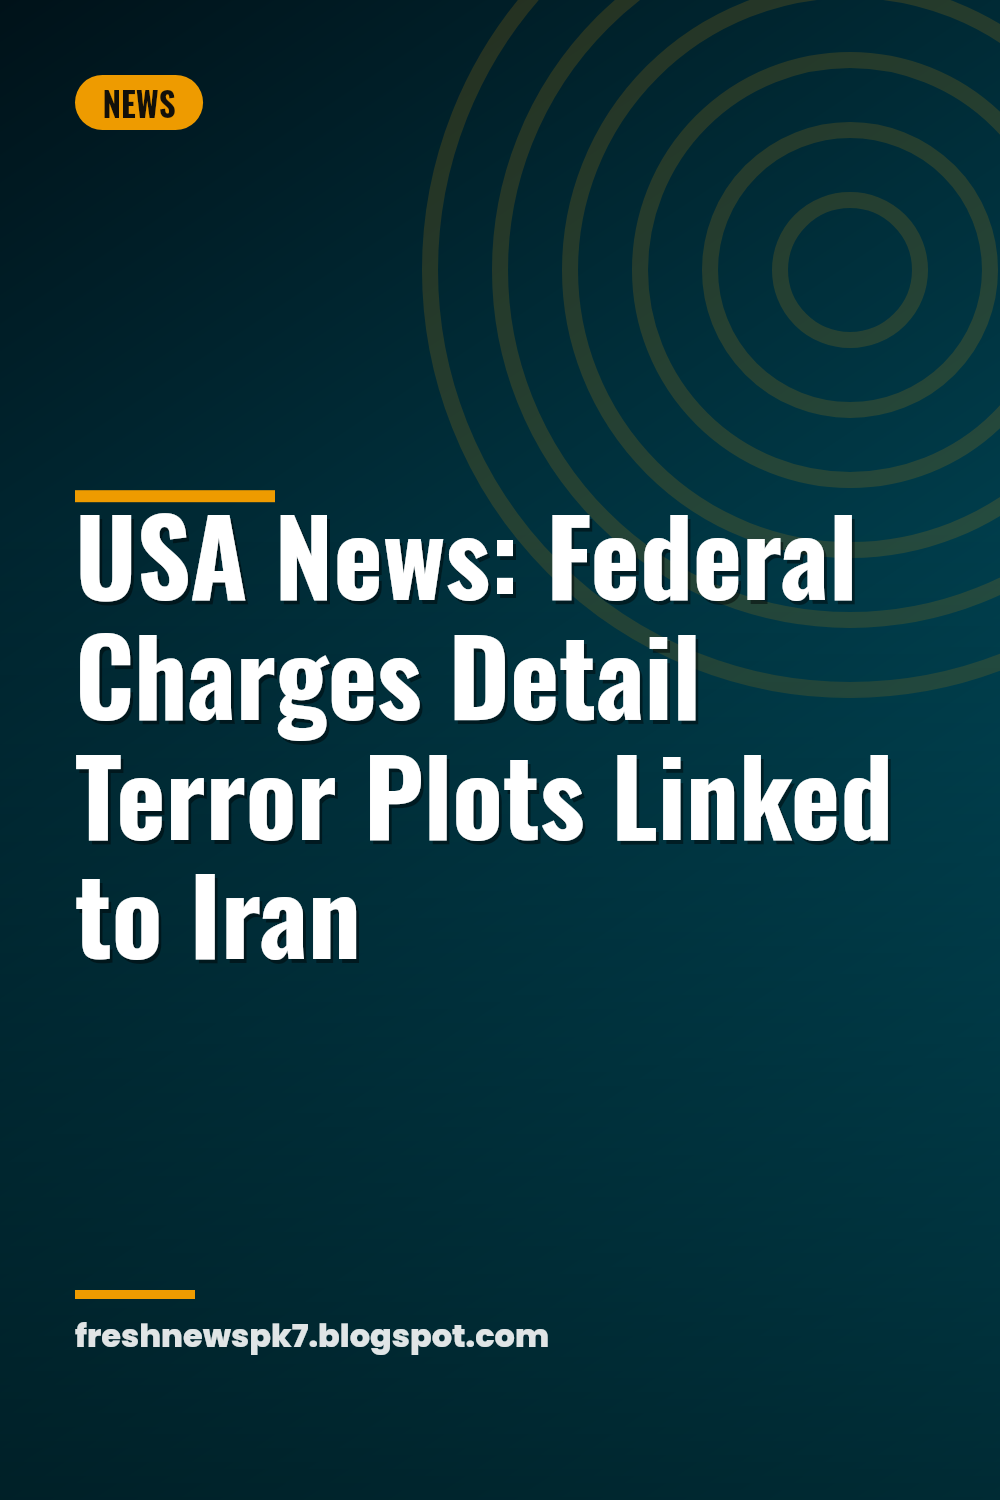 NEWS
USA News: Federal
Charges Detail
Terror Plots Linked
to Iran
freshnewspk7.blogspot.com